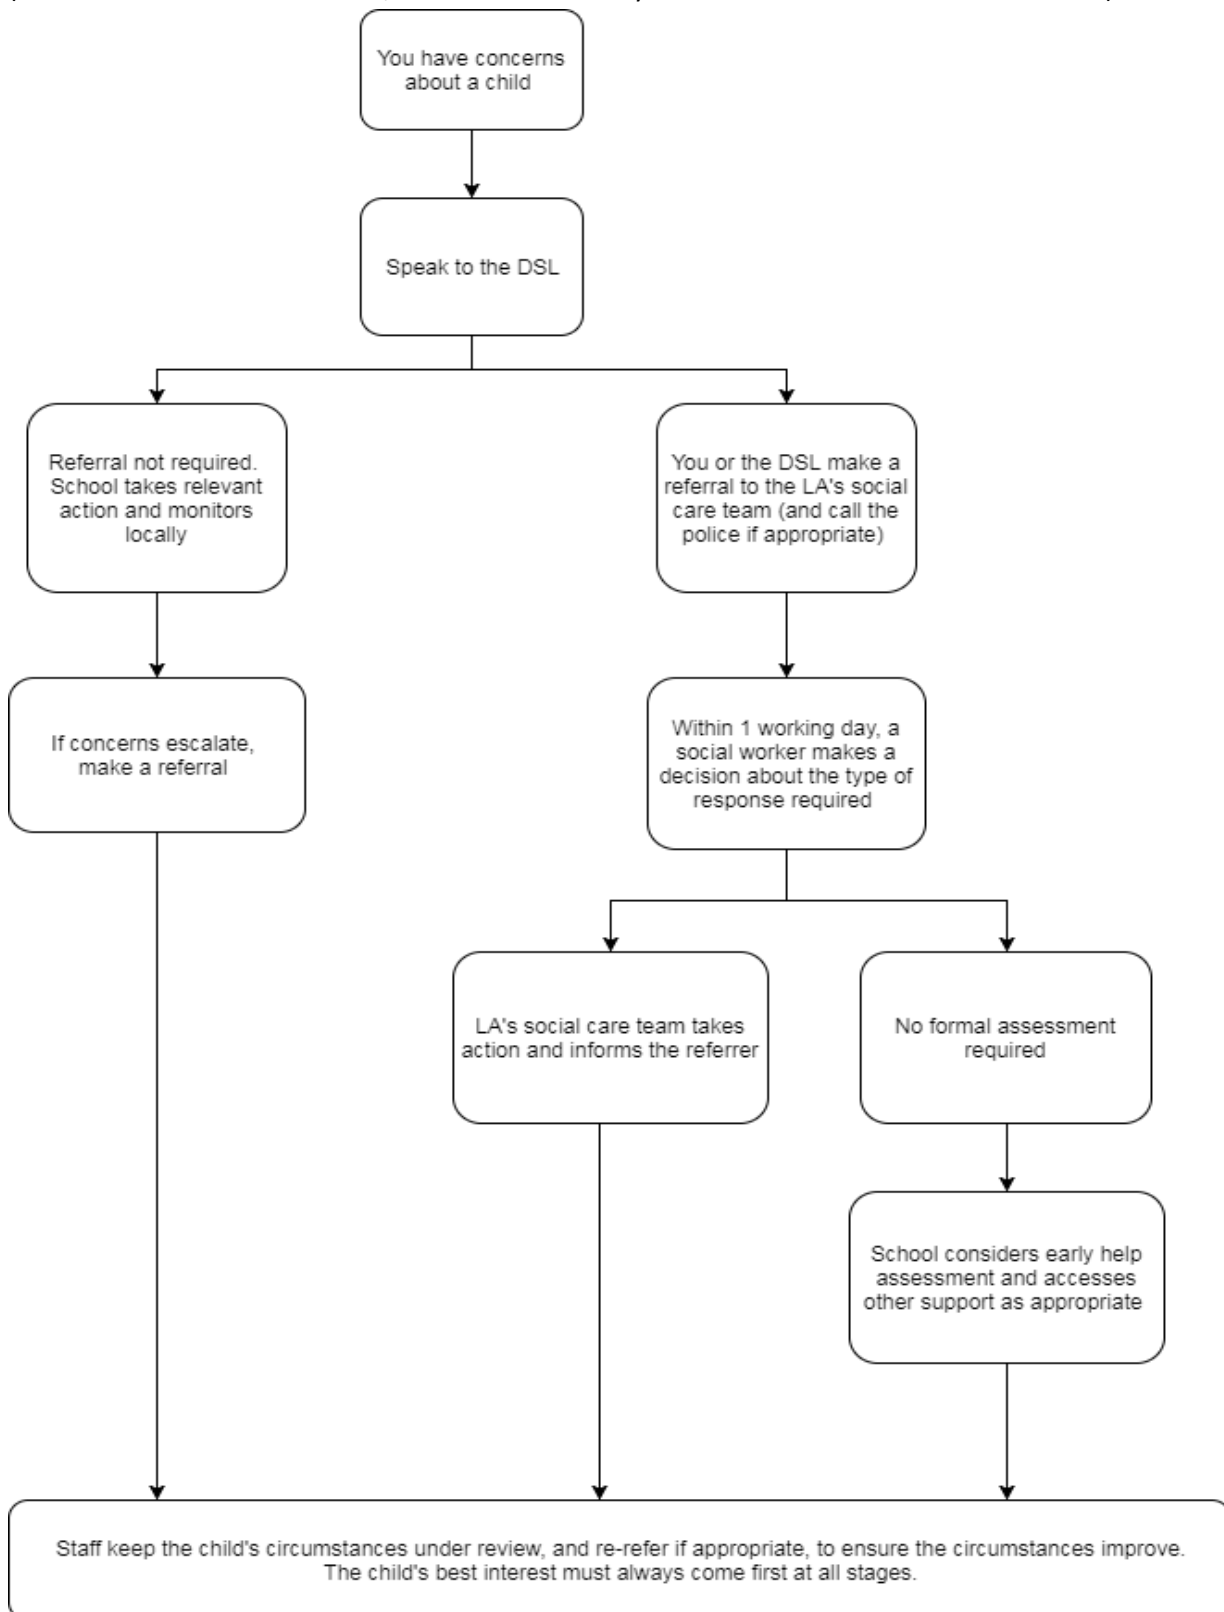 You have concerns
about a child
Speak to the DSL
Referral not required.
School takes relevant
action and monitors
locally
You or the DSL make a
referral to the LA's social
care team (and call the
police if appropriate)
If concerns escalate,
make a referral
Within 1 working day, a
social worker makes a
decision about the type of
response required
LA's social care team takes
action and informs the referrer
No formal assessment
required
School considers early help
assessment and accesses
other support as appropriate
Staff keep the child's circumstances under review, and re-refer if appropriate, to ensure the circumstances improve.
The child's best interest must always come first at all stages.